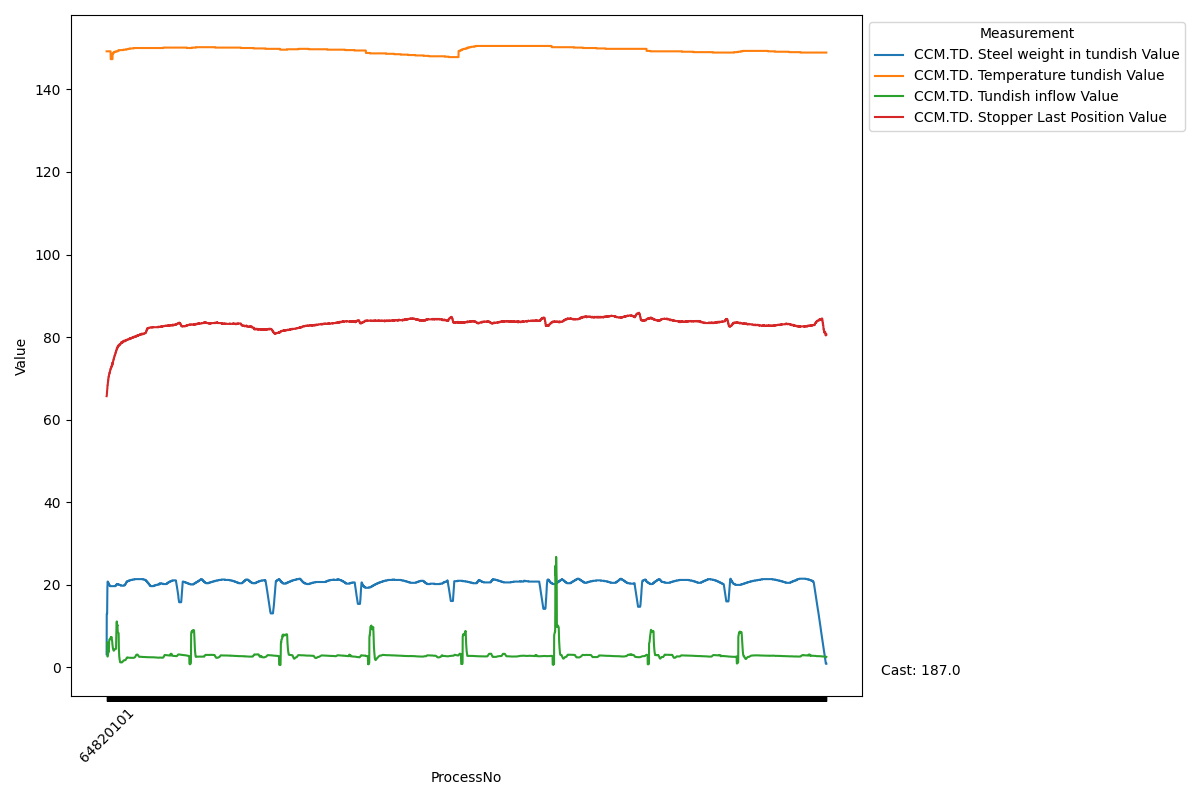 Measurement
CCM.TD. Steel weight in tundish Value
CCM.TD. Temperature tundish Value
CCM.TD. Tundish inflow Value
CCM.TD. Stopper Last Position Value
140
120
100
80
60
40
20
0
Value
Cast: 187.0
64820101
ProcessNo